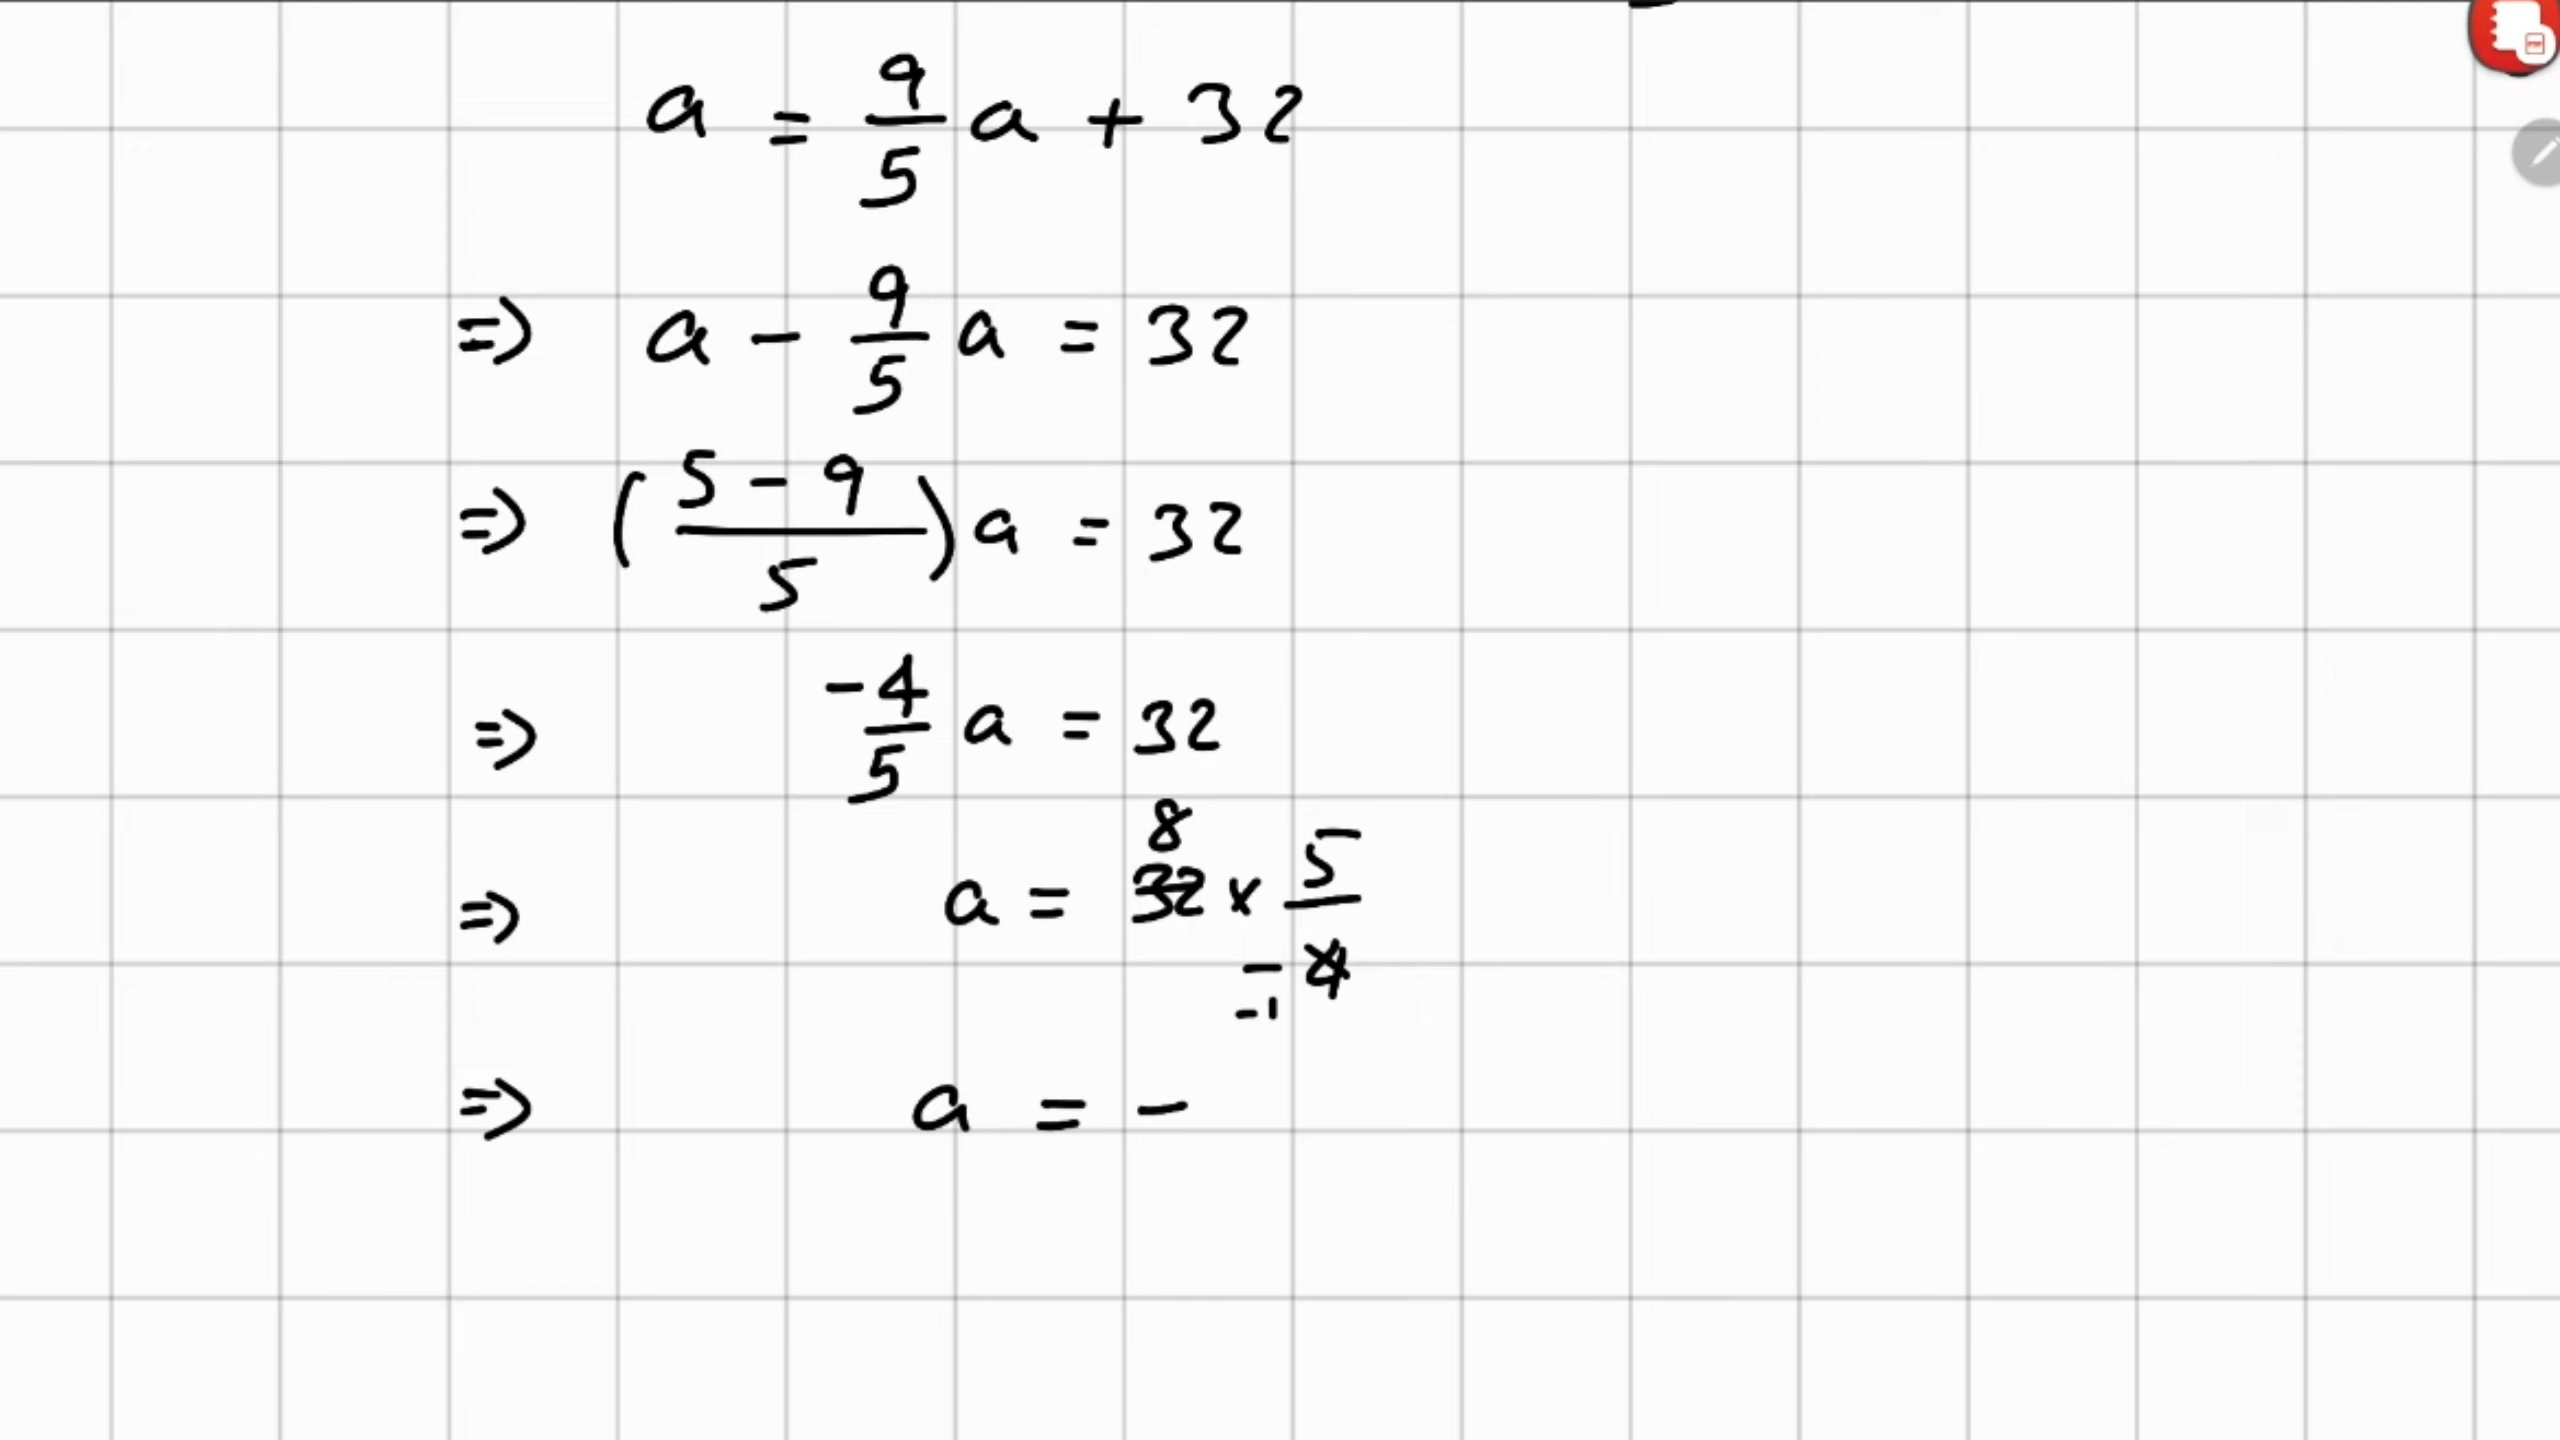 a = 9/5 a + 32
=> a - 9/5 a = 32
=> (5 - 9 / 5) a = 32
=> -4/5 a = 32
8
=> a = 32 x 5/-4
-1
=> a = -